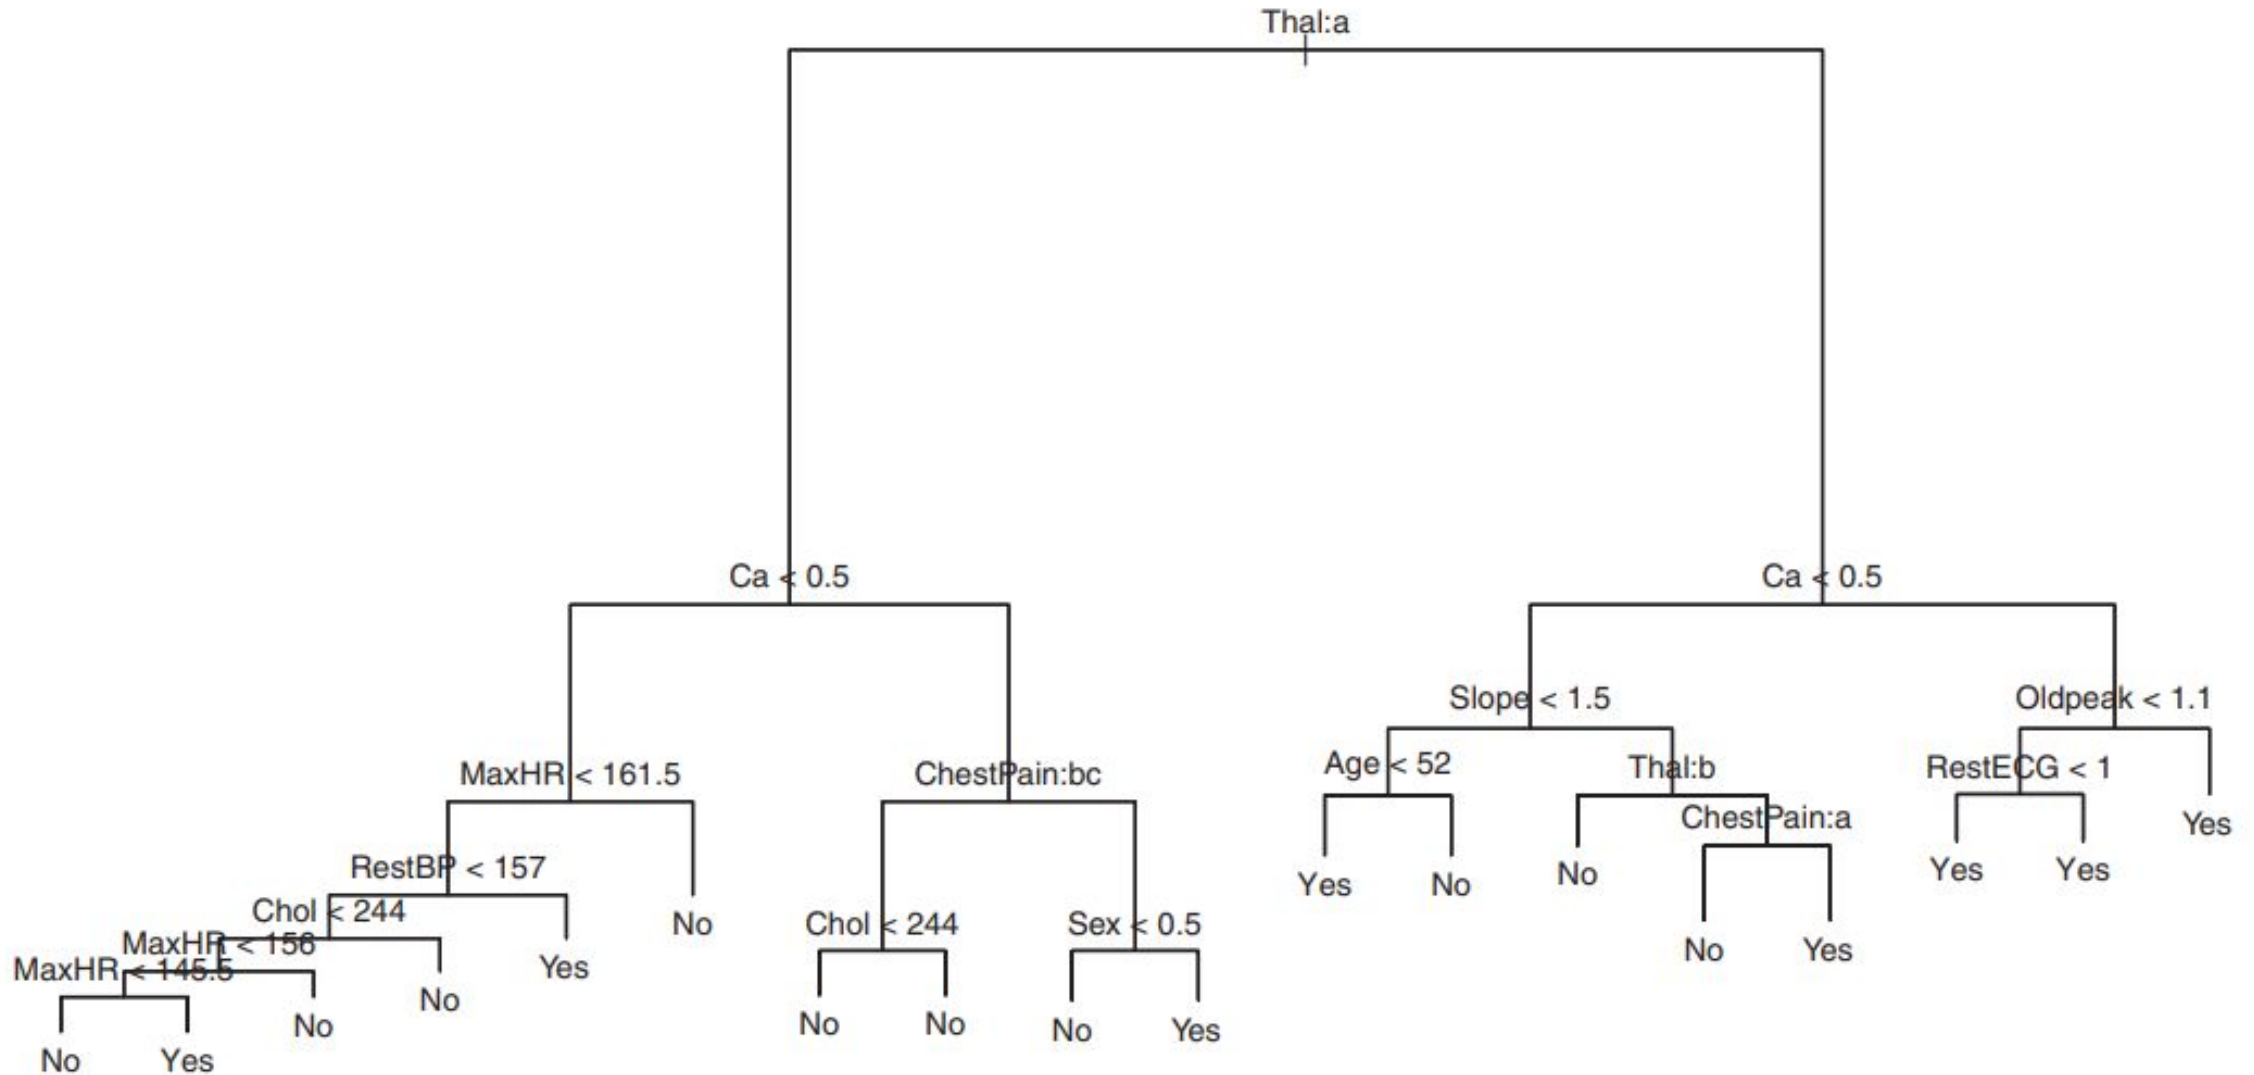 Thal:a
Ca < 0.5
Ca < 0.5
Slope < 1.5
Oldpeak < 1.1
MaxHR < 161.5
ChestPain:bc
Age < 52
Thal:b
RestECG < 1
ChestPain:a
Yes
RestBP < 157
Yes
No
No
Yes
Yes
Chol < 244
No
Chol < 244
Sex < 0.5
No
Yes
MaxHR < 156
MaxHR < 145.5
Yes
No
No
No
No
No
Yes
No
Yes